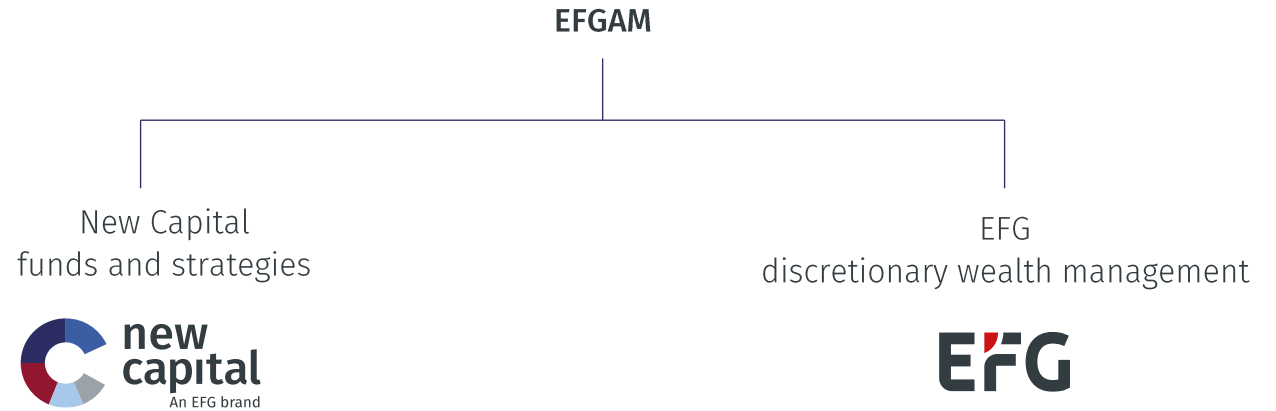 EFGAM
New Capital
funds and strategies
new
capital
An EFG brand
EFG
discretionary wealth management
EFG